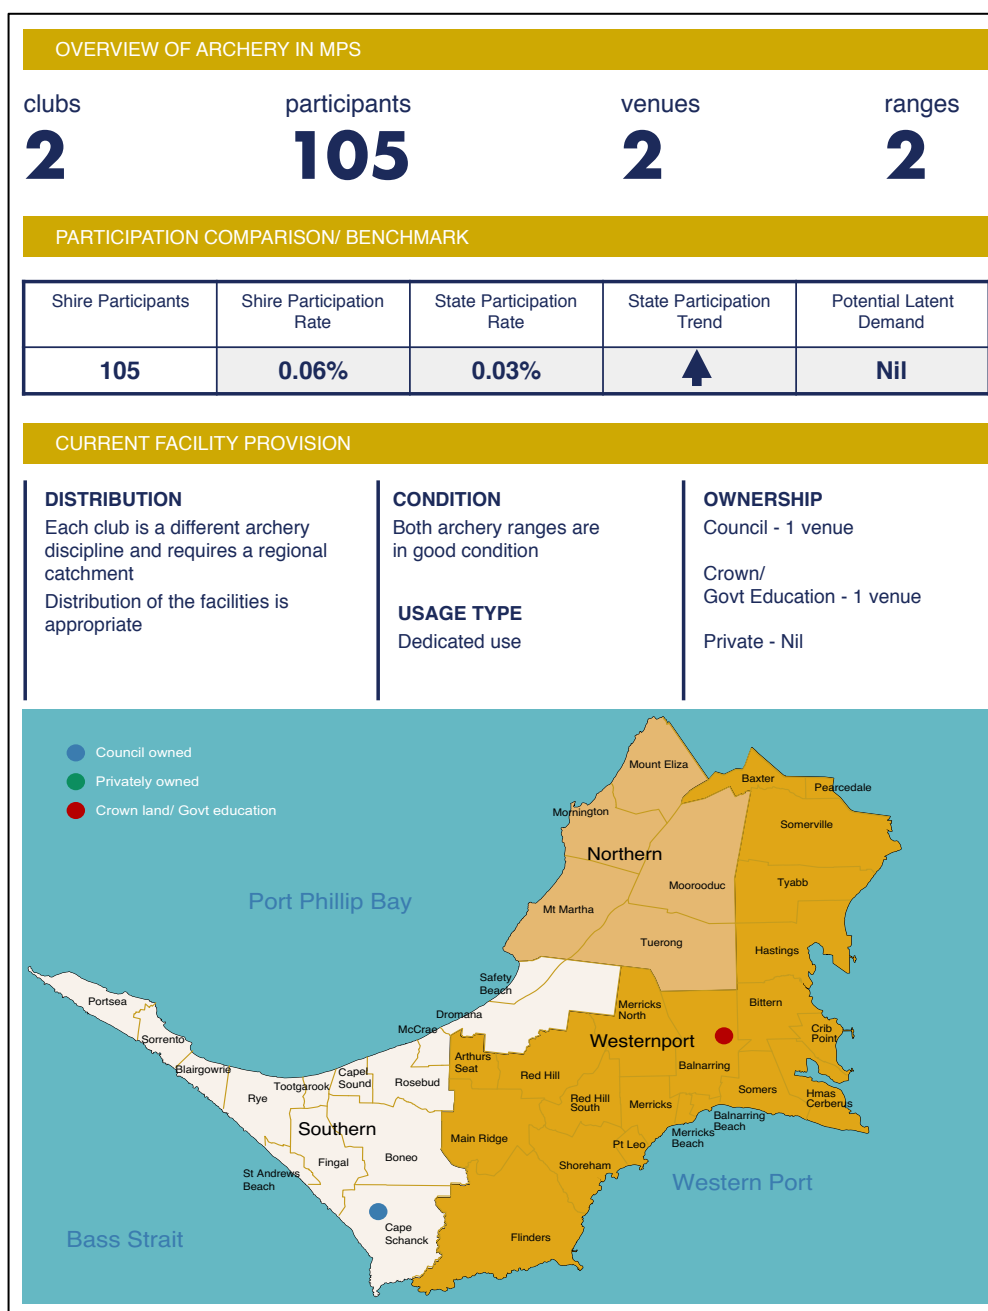 OVERVIEW OF ARCHERY IN MPS
clubs
2
participants
105
venues
2
ranges
2
PARTICIPATION COMPARISON/ BENCHMARK
Shire Participants
Shire Participation
Rate
State Participation
Rate
State Participation
Trend
Potential Latent
Demand
105
0.06%
0.03%
Nil
CURRENT FACILITY PROVISION
DISTRIBUTION
Each club is a different archery
discipline and requires a regional
catchment
Distribution of the facilities is
appropriate
CONDITION
Both archery ranges are
in good condition
USAGE TYPE
Dedicated use
OWNERSHIP
Council - 1 venue
Crown/
Govt Education - 1 venue
Private - Nil
Council owned
Privately owned
Crown land/ Govt education
Mount Eliza
Baxter
Pearcedale
Mornington
Somerville
Northern
Moorooduc
Tyabb
Port Phillip Bay
Mt Martha
Tuerong
Hastings
Safety
Beach
Portsea
Merricks
North
Bittern
Dromana
McCrae
Sorrento
Crib
Point
Westernport
Arthurs
Seat
Balnarring
Blairgowrie
Capel
Sound
Red Hill
Tootgarook
Rosebud
Rye
Somers
Hmas
Cerberus
Red Hill
South
Merricks
Balnarring
Beach
Southern
Main Ridge
Merricks
Beach
Pt Leo
Boneo
Fingal
Shoreham
St Andrews
Beach
Western Port
Cape
Schanck
Flinders
Bass Strait